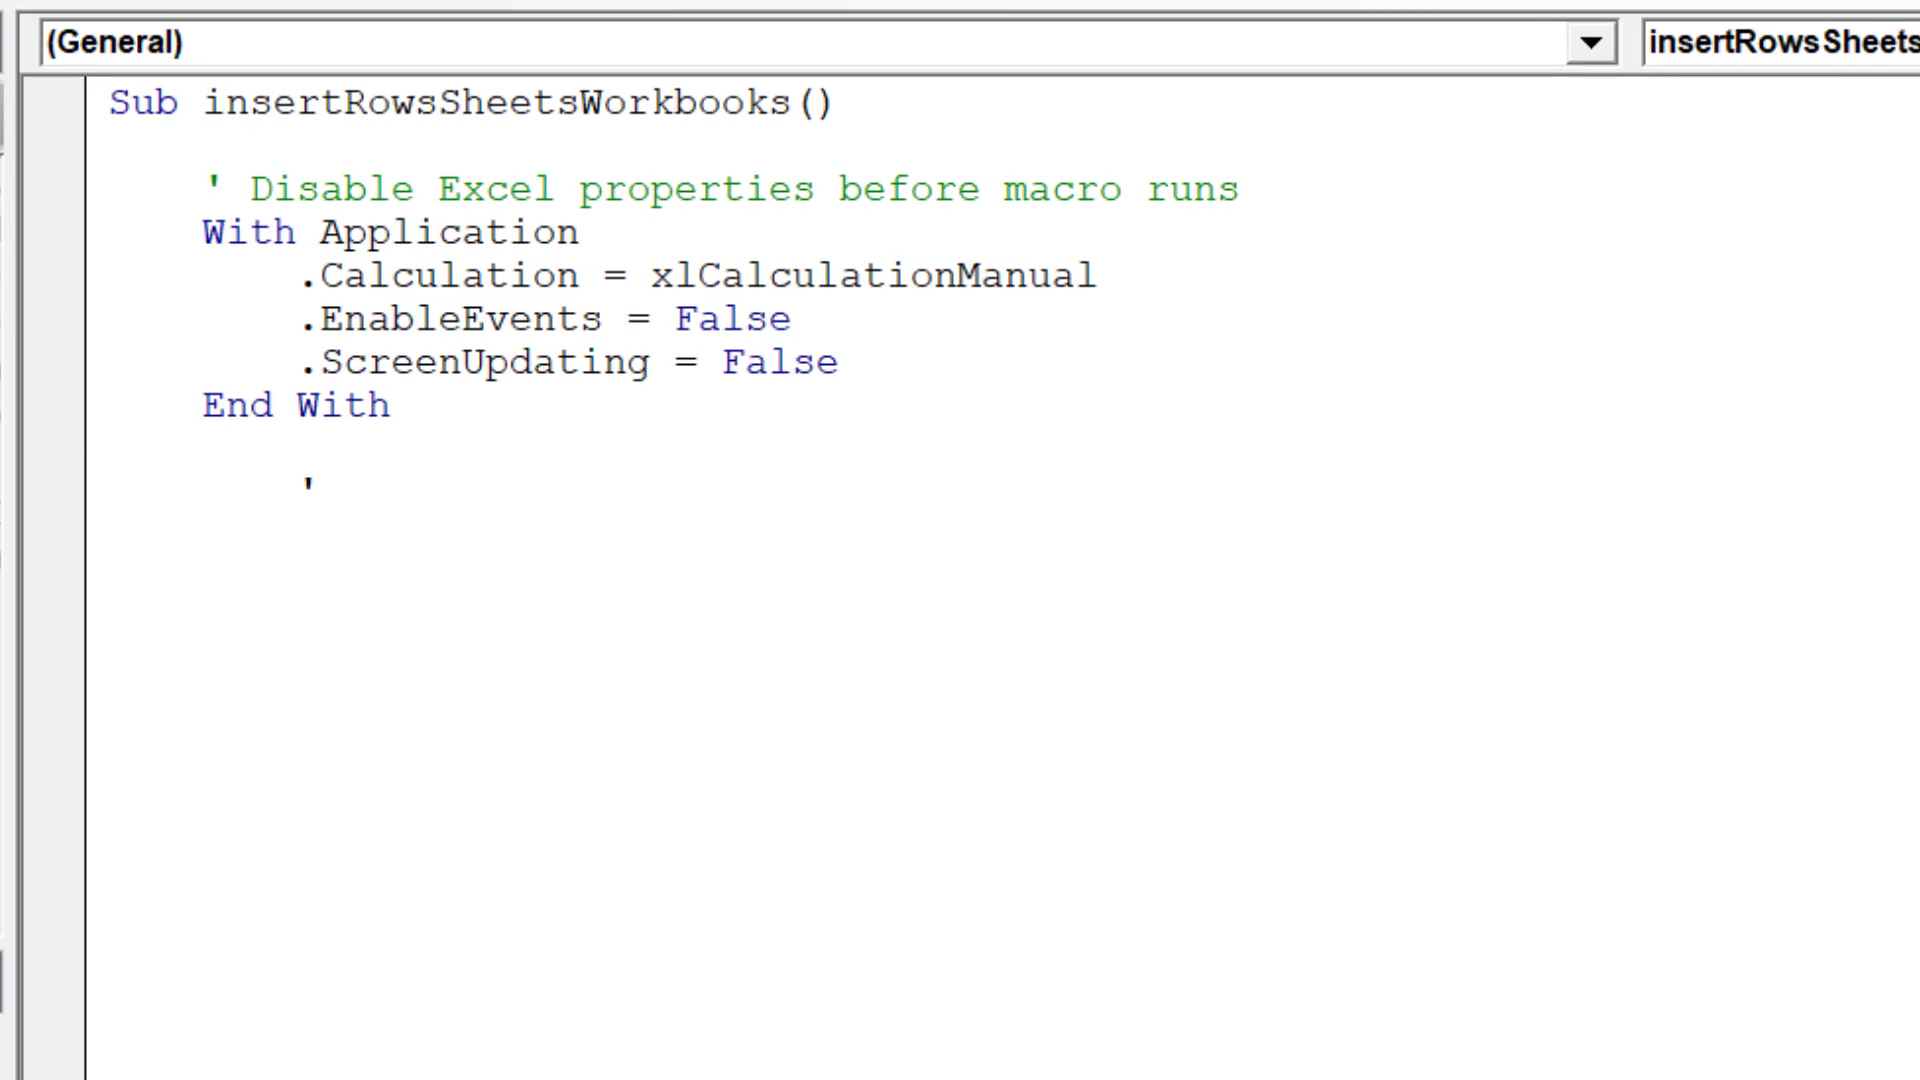 (General)
insertRowsSheets
Sub insertRowsSheetsWorkbooks()
' Disable Excel properties before macro runs
With Application
.Calculation = xlCalculationManual
.EnableEvents = False
.ScreenUpdating = False
End With
'